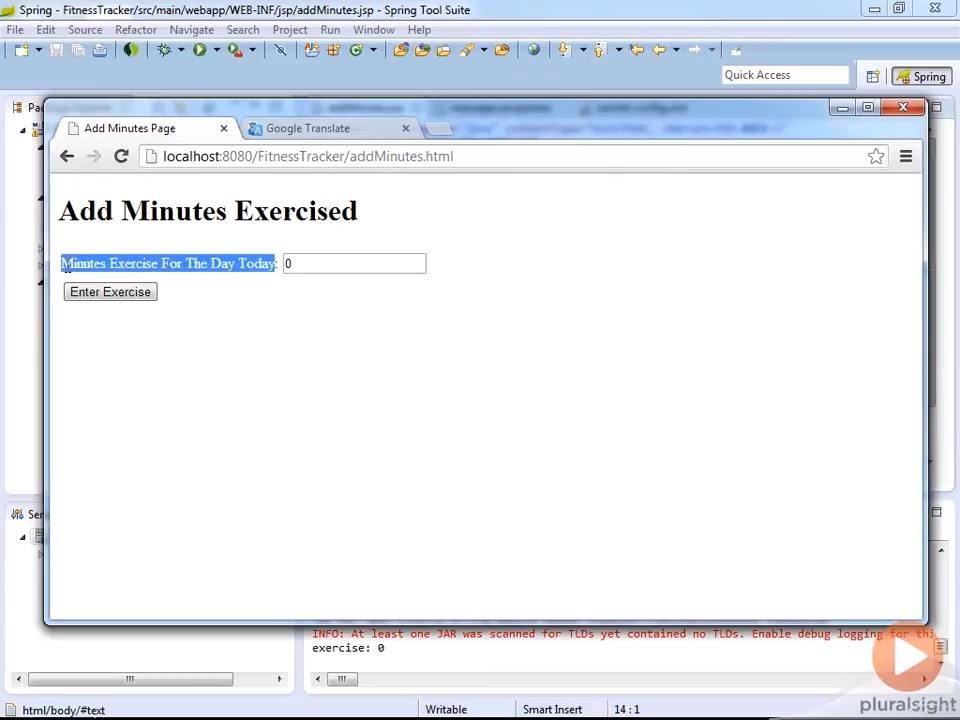 Spring - FitnessTracker/src/main/webapp/WEB-INF/jsp/addMinutes.jsp - Spring Tool Suite
File Edit Source Refactor Navigate Search Project Run Window Help
Quick Access
Spring
Add Minutes Page
Google Translate
localhost:8080/FitnessTracker/addMinutes.html
Add Minutes Exercised
Minutes Exercise For The Day Today: 0
Enter Exercise
INFO: At least one JAR was scanned for TLDs yet contained no TLDs. Enable debug logging for thi
exercise: 0
pluralsight
html/body/#text
Writable
Smart Insert
14 : 1